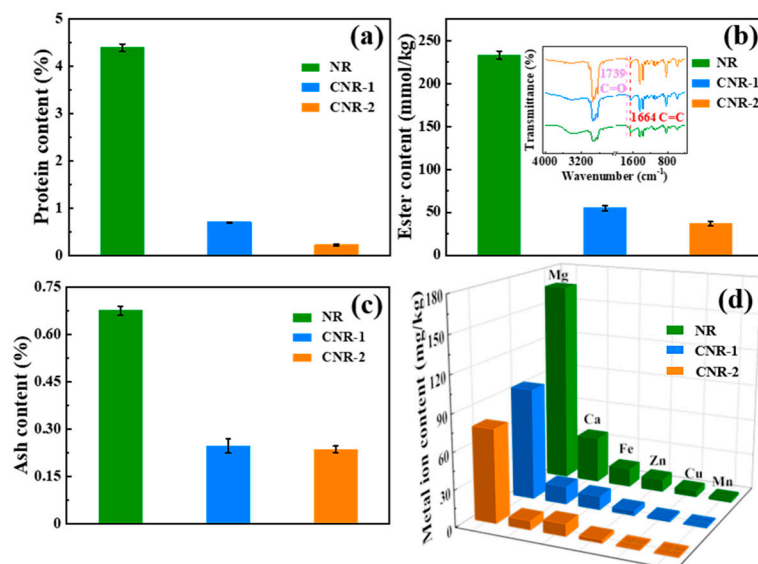 (a)
5
4
3
2
1
0
Protein content (%)
NR
CNR-1
CNR-2
(b)
250
200
150
100
50
0
Ester content (mmol/kg)
NR
CNR-1
CNR-2
Transmittance (%)
1739
C=O
1664 C=C
4000 3200 1600 800
Wavenumber (cm-1)
(c)
0.75
0.60
0.45
0.30
0.15
0
Ash content (%)
NR
CNR-1
CNR-2
(d)
180
150
120
90
60
30
0
Metal ion content (mg/kg)
Mg
Ca
Fe
Zn
Cu
Mn
NR
CNR-1
CNR-2